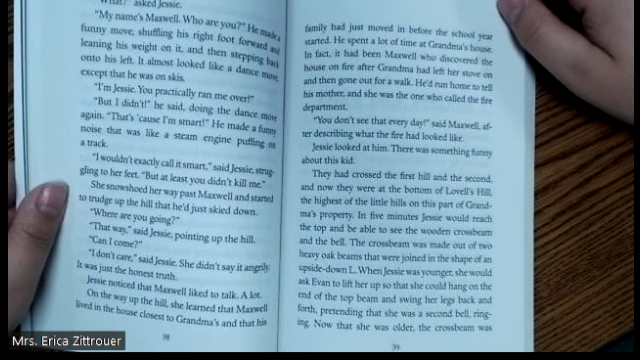 What?" asked Jessie.
"My name's Maxwell. Who are you?" He made a
funny move, shuffling his right foot forward and
leaning his weight on it, and then stepping back
onto his left. It almost looked like a dance move,
except that he was on skis.
"I'm Jessie. You practically ran me over!"
"But I didn't!" he said, doing the dance move
again. "That's 'cause I'm smart!" He made a funny
noise that was like a steam engine puffing on
a track.
"I wouldn't exactly call it smart," said Jessie, strug-
gling to her feet. "But at least you didn't kill me."
She snowshoed her way past Maxwell and started
to trudge up the hill that he'd just skied down.
"Where are you going?"
"That way," said Jessie, pointing up the hill.
"Can I come?"
"I don't care," said Jessie. She didn't say it angrily.
It was just the honest truth.
Jessie noticed that Maxwell liked to talk. A lot.
On the way up the hill, she learned that Maxwell
lived in the house closest to Grandma's and that his
38
family had just moved in before the school year
started. He spent a lot of time at Grandma's house.
In fact, it had been Maxwell who discovered the
house on fire after Grandma had left her stove on
and then gone out for a walk. He'd run home to tell
his mother, and she was the one who called the fire
department.
"You don't see that every day!" said Maxwell, af-
ter describing what the fire had looked like.
Jessie looked at him. There was something funny
about this kid.
They had crossed the first hill and the second,
and now they were at the bottom of Lovell's Hill,
the highest of the little hills on this part of Grand-
ma's property. In five minutes Jessie would reach
the top and be able to see the wooden crossbeam
and the bell. The crossbeam was made out of two
heavy oak beams that were joined in the shape of an
upside-down L. When Jessie was younger, she would
ask Evan to lift her up so that she could hang on the
end of the top beam and swing her legs back and
forth, pretending that she was a second bell, ring-
ing. Now that she was older, the crossbeam was
39
Mrs. Erica Zittrouer